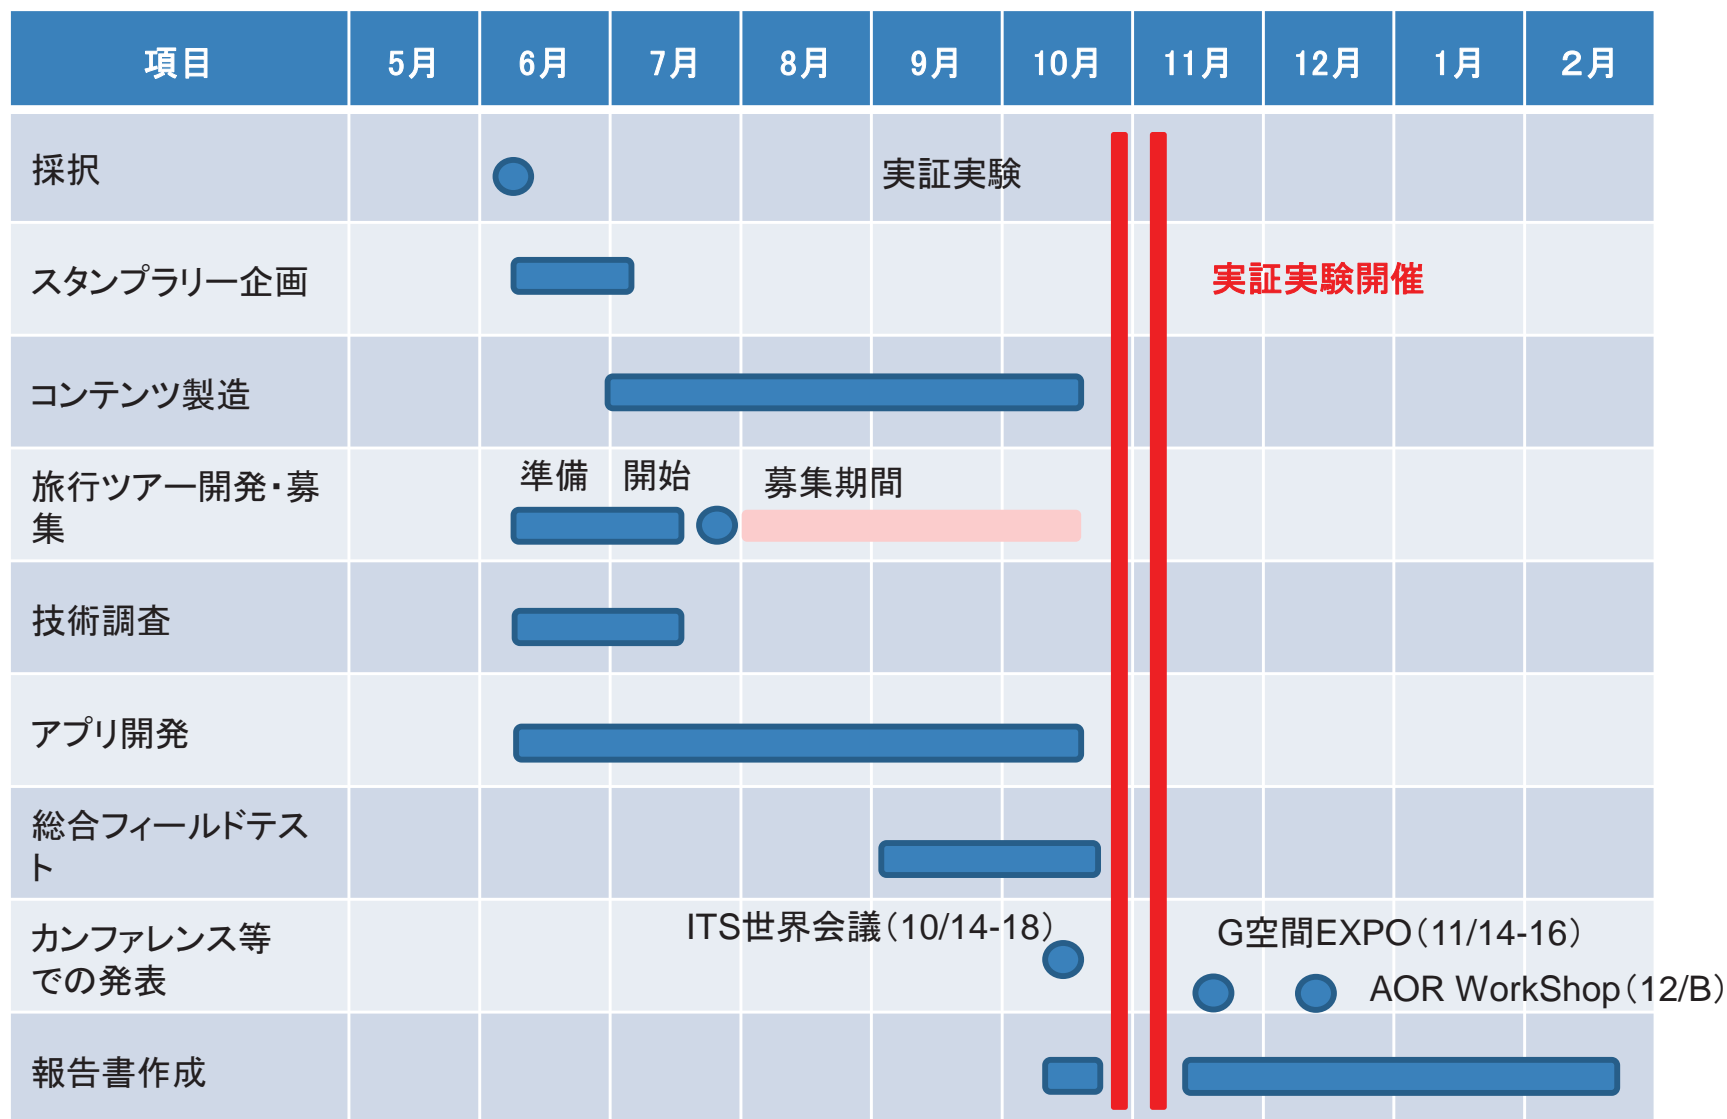 項目 5月 6月 7月 8月 9月 10月 11月 12月 1月 2月
採択
実証実験
スタンプラリー企画
実証実験開催
コンテンツ製造
旅行ツアー開発・募
集
準備 開始 募集期間
技術調査
アプリ開発
総合フィールドテス
ト
カンファレンス等
での発表
ITS世界会議(10/14-18)
G空間EXPO(11/14-16)
AOR WorkShop(12/B)
報告書作成